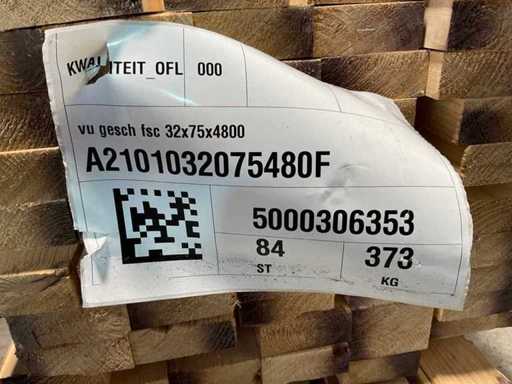 KWALITEIT_OFL 000
vu gesch fsc 32x75x4800
A2101032075480F
5000306353
84 373
ST KG